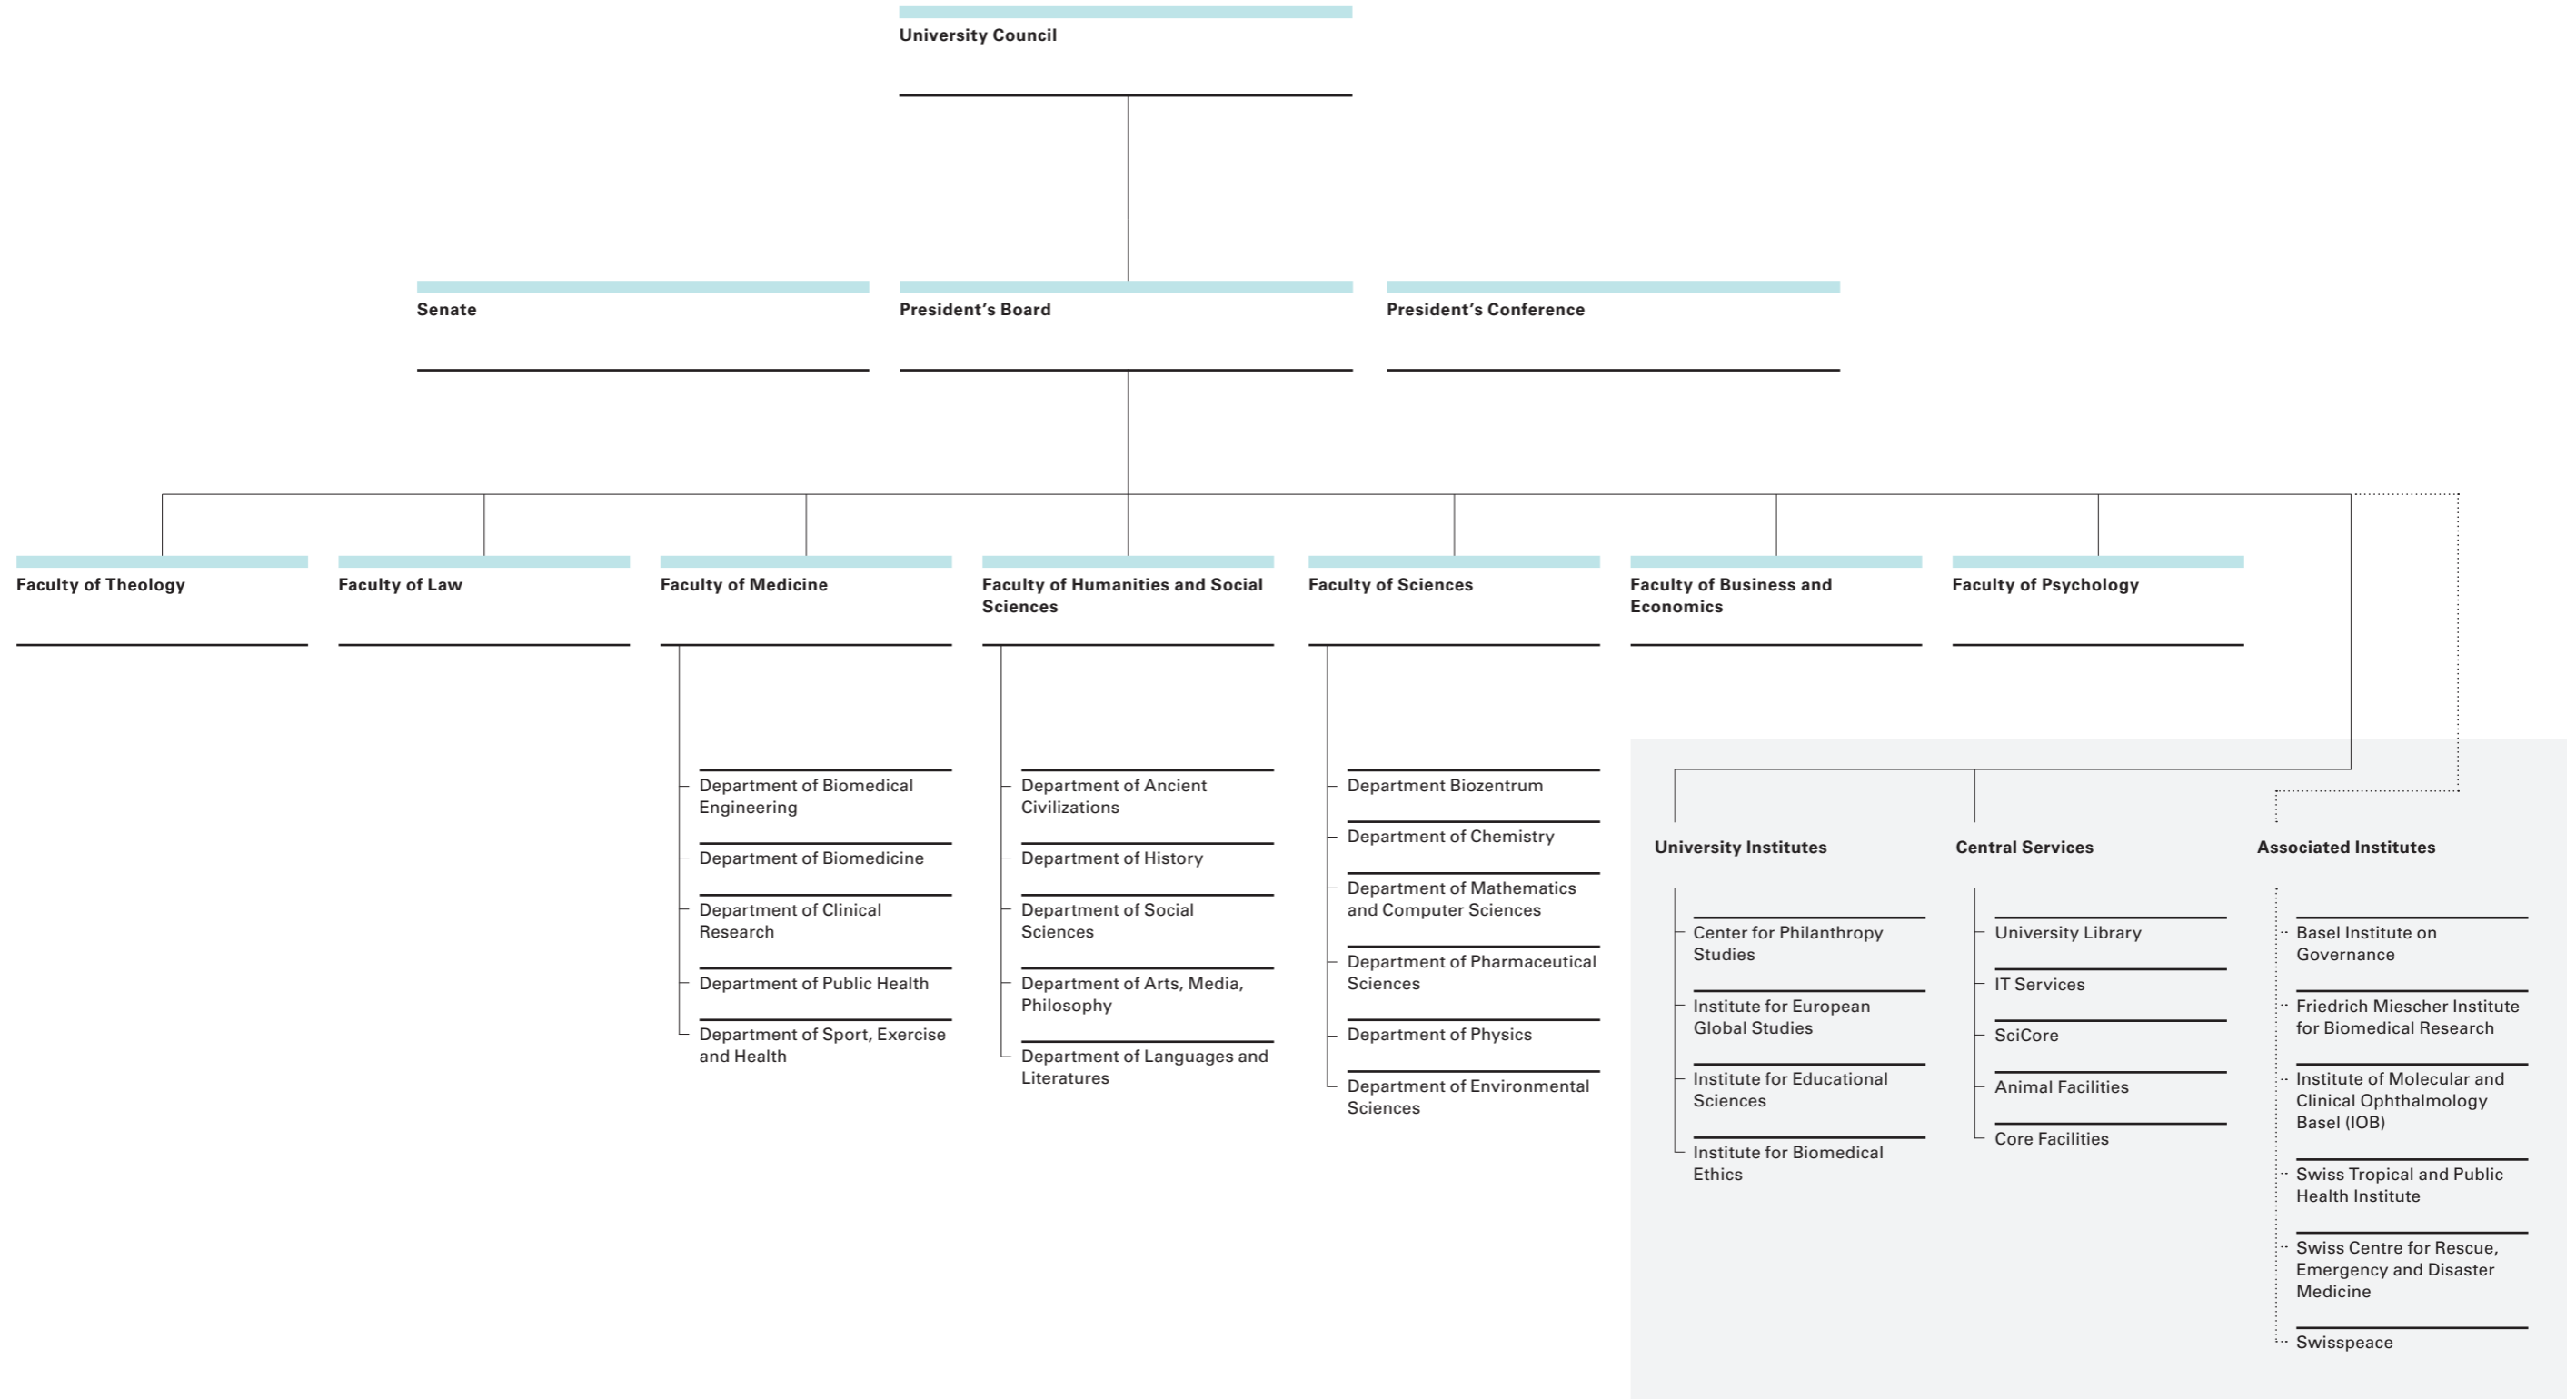 University Council
Senate
President’s Board
President’s Conference
Faculty of Theology
Faculty of Law
Faculty of Medicine
Faculty of Humanities and Social
Sciences
Faculty of Sciences
Faculty of Business and
Economics
Faculty of Psychology
Department of Biomedical
Engineering
Department of Biomedicine
Department of Clinical
Research
Department of Public Health
Department of Sport, Exercise
and Health
Department of Ancient
Civilizations
Department of History
Department of Social
Sciences
Department of Arts, Media,
Philosophy
Department of Languages and
Literatures
Department Biozentrum
Department of Chemistry
Department of Mathematics
and Computer Sciences
Department of Pharmaceutical
Sciences
Department of Physics
Department of Environmental
Sciences
University Institutes
Center for Philanthropy
Studies
Institute for European
Global Studies
Institute for Educational
Sciences
Institute for Biomedical
Ethics
Central Services
University Library
IT Services
SciCore
Animal Facilities
Core Facilities
Associated Institutes
Basel Institute on
Governance
Friedrich Miescher Institute
for Biomedical Research
Institute of Molecular and
Clinical Ophthalmology
Basel (IOB)
Swiss Tropical and Public
Health Institute
Swiss Centre for Rescue,
Emergency and Disaster
Medicine
Swisspeace